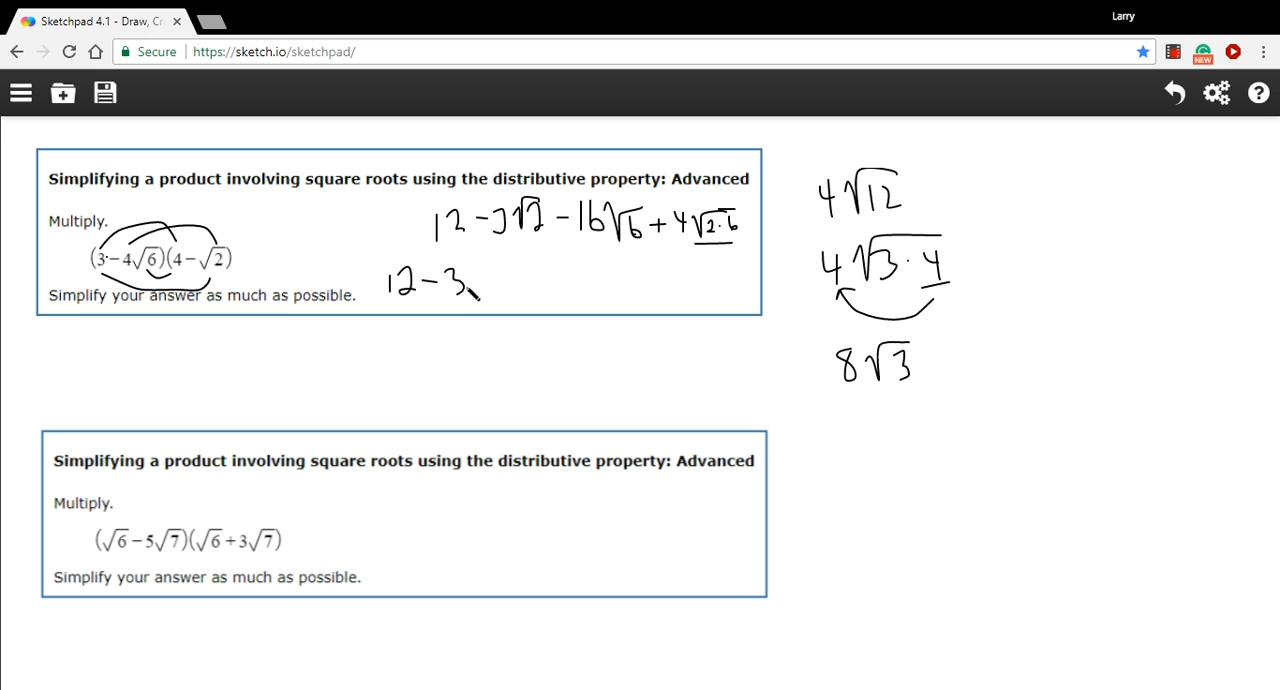 Larry
Sketchpad 4.1 - Draw, Cr
Secure | https://sketch.io/sketchpad/
NEW
Simplifying a product involving square roots using the distributive property: Advanced
Multiply.
(3 - 4√6)(4 - √2)
Simplify your answer as much as possible.
12 - 3√2 - 16√6 + 4√2·6
12 - 3
4√12
4√3·4
8√3
Simplifying a product involving square roots using the distributive property: Advanced
Multiply.
(√6 - 5√7)(√6 + 3√7)
Simplify your answer as much as possible.